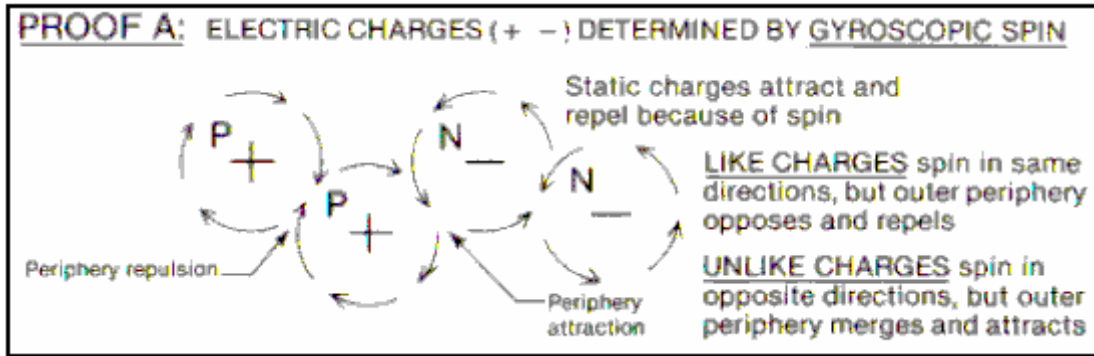 PROOF A: ELECTRIC CHARGES (+ −) DETERMINED BY GYROSCOPIC SPIN
Static charges attract and
repel because of spin
P
+
N
−
P
+
N
−
LIKE CHARGES spin in same
directions, but outer periphery
opposes and repels
Periphery repulsion
Periphery
attraction
UNLIKE CHARGES spin in
opposite directions, but outer
periphery merges and attracts